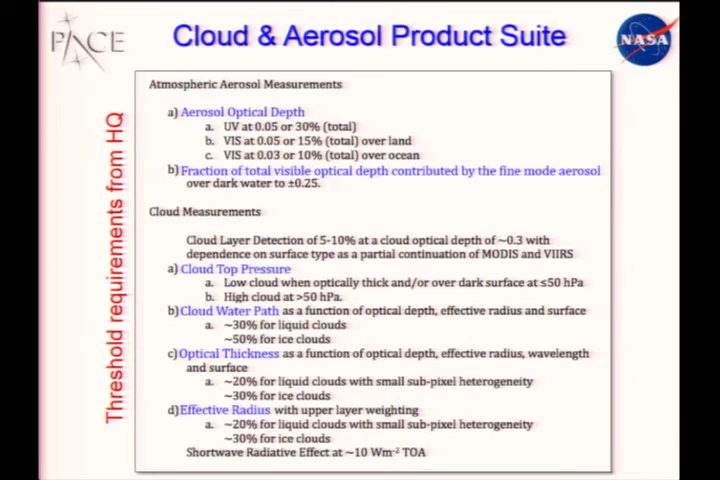 PACE
Cloud & Aerosol Product Suite
NASA
Threshold requirements from HQ
Atmospheric Aerosol Measurements
a) Aerosol Optical Depth
a. UV at 0.05 or 30% (total)
b. VIS at 0.05 or 15% (total) over land
c. VIS at 0.03 or 10% (total) over ocean
b) Fraction of total visible optical depth contributed by the fine mode aerosol
over dark water to ±0.25.
Cloud Measurements
Cloud Layer Detection of 5-10% at a cloud optical depth of ~0.3 with
dependence on surface type as a partial continuation of MODIS and VIIRS
a) Cloud Top Pressure
a. Low cloud when optically thick and/or over dark surface at ≤50 hPa
b. High cloud at >50 hPa.
b) Cloud Water Path as a function of optical depth, effective radius and surface
a. ~30% for liquid clouds
~50% for ice clouds
c) Optical Thickness as a function of optical depth, effective radius, wavelength
and surface
a. ~20% for liquid clouds with small sub-pixel heterogeneity
~30% for ice clouds
d) Effective Radius with upper layer weighting
a. ~20% for liquid clouds with small sub-pixel heterogeneity
~30% for ice clouds
Shortwave Radiative Effect at ~10 Wm⁻² TOA